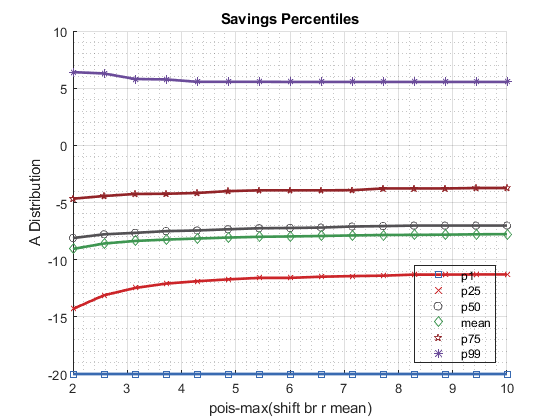 Savings Percentiles
10
5
0
-5
-10
-15
-20
A Distribution
2 3 4 5 6 7 8 9 10
pois-max(shift br r mean)
p1
p25
p50
mean
p75
p99